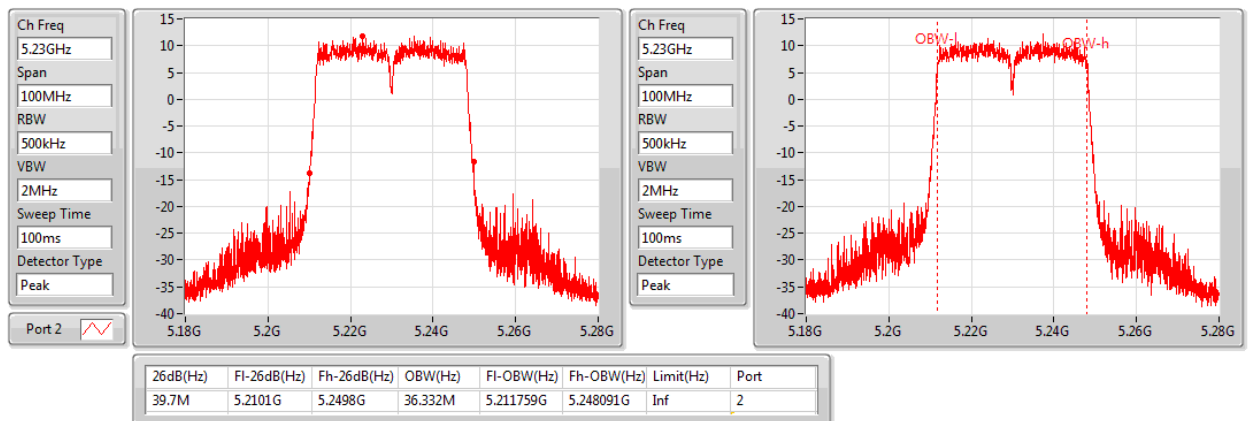 Ch Freq
5.23GHz
Span
100MHz
RBW
500kHz
VBW
2MHz
Sweep Time
100ms
Detector Type
Peak
Port 2
15
10
5
0
-5
-10
-15
-20
-25
-30
-35
-40
5.18G 5.2G 5.22G 5.24G 5.26G 5.28G
Ch Freq
5.23GHz
Span
100MHz
RBW
500kHz
VBW
2MHz
Sweep Time
100ms
Detector Type
Peak
15
10
5
0
-5
-10
-15
-20
-25
-30
-35
-40
OBW-l
OBW-h
5.18G 5.2G 5.22G 5.24G 5.26G 5.28G
26dB(Hz) Fl-26dB(Hz) Fh-26dB(Hz) OBW(Hz) Fl-OBW(Hz) Fh-OBW(Hz) Limit(Hz) Port
39.7M 5.2101G 5.2498G 36.332M 5.211759G 5.248091G Inf 2